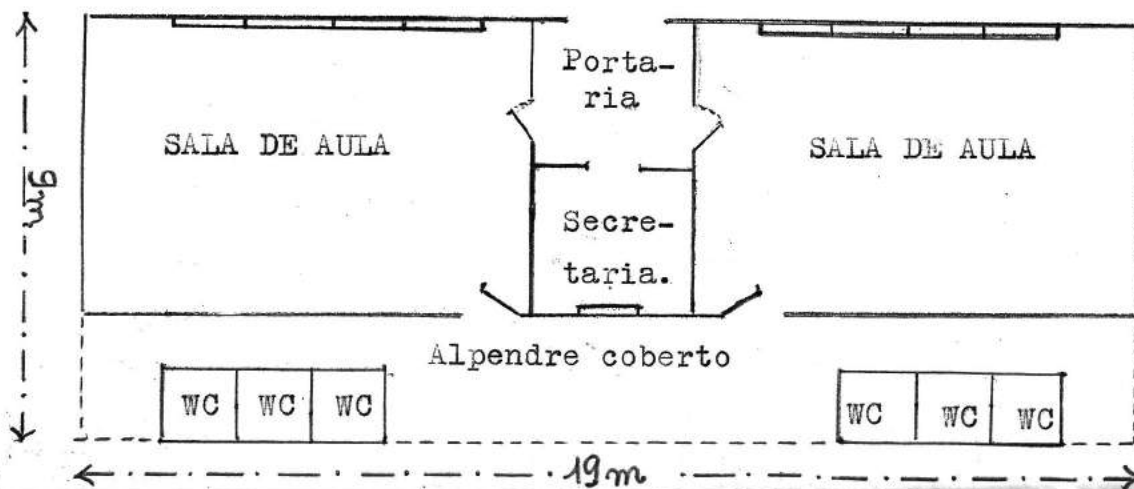 Porta-
ria
SALA DE AULA
SALA DE AULA
9m
Secre-
taria.
Alpendre coberto
WC WC WC
WC WC WC
19m